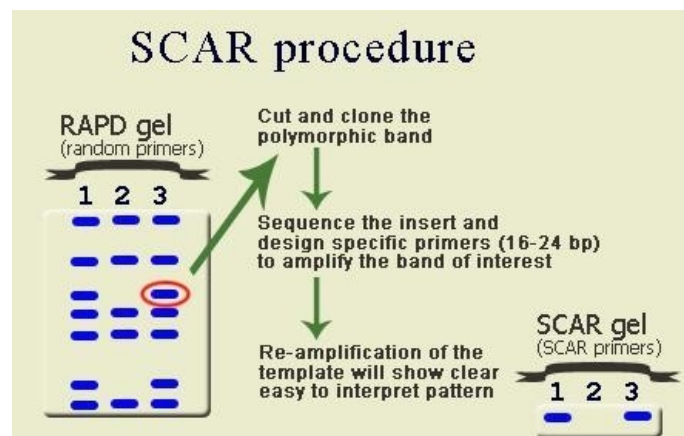 SCAR procedure
RAPD gel
(random primers)
1 2 3
Cut and clone the
polymorphic band
Sequence the insert and
design specific primers (16-24 bp)
to amplify the band of interest
Re-amplification of the
template will show clear
easy to interpret pattern
SCAR gel
(SCAR primers)
1 2 3